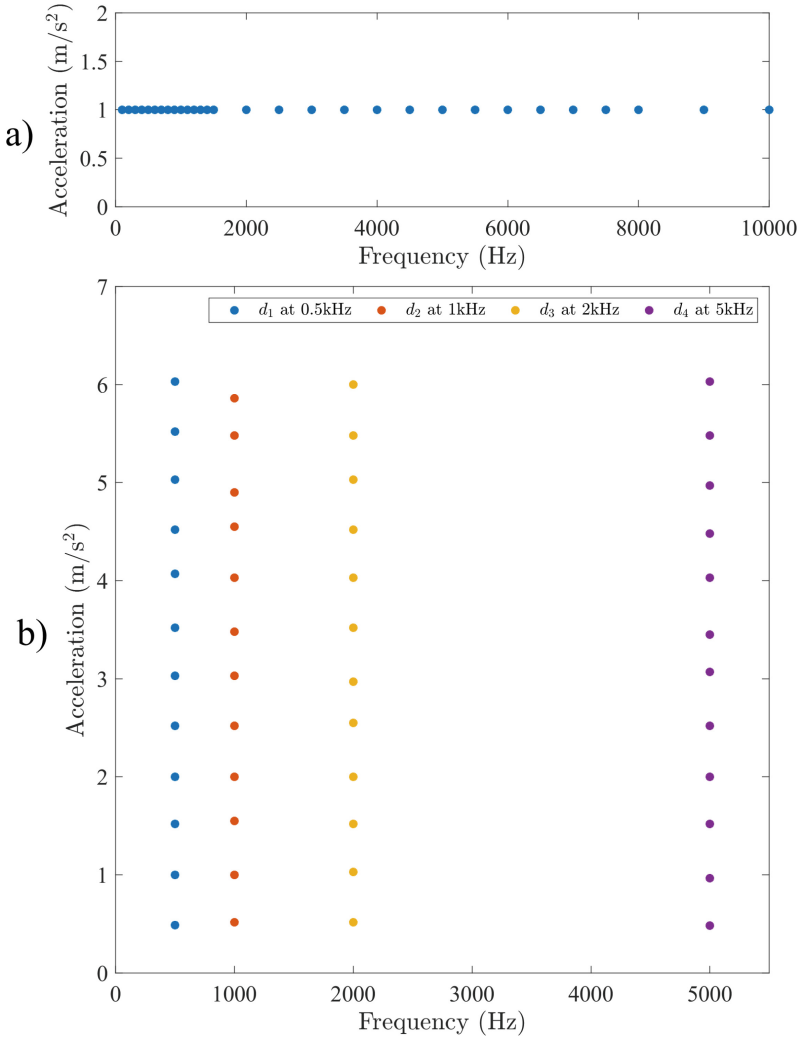 2
1.5
1
0.5
0
Acceleration (m/s²)
a)
0 2000 4000 6000 8000 10000
Frequency (Hz)
7
d₁ at 0.5kHz d₂ at 1kHz d₃ at 2kHz d₄ at 5kHz
6
5
4
3
2
1
0
Acceleration (m/s²)
b)
0 1000 2000 3000 4000 5000
Frequency (Hz)